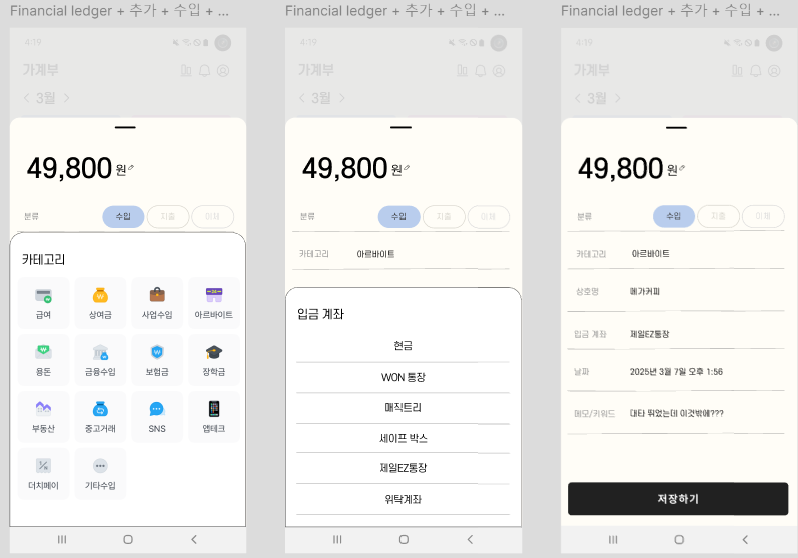 Financial ledger + 추가 + 수입 + ...
4:19
가계부
3월
49,800 원
분류 수입 지출 이체
카테고리
급여 상여금 사업수입 아르바이트
용돈 금융수입 보험금 장학금
부동산 중고거래 SNS 앱테크
더치페이 기타수입
Financial ledger + 추가 + 수입 + ...
4:19
가계부
3월
49,800 원
분류 수입 지출 이체
카테고리 아르바이트
입금 계좌
현금
WON 통장
매직트리
세이프 박스
제일EZ통장
위탁계좌
Financial ledger + 추가 + 수입 + ...
4:19
가계부
3월
49,800 원
분류 수입 지출 이체
카테고리 아르바이트
상호명 메가커피
입금 계좌 제일EZ통장
날짜 2025년 3월 7일 오후 1:56
메모/키워드 대타 뛰었는데 이것밖에???
저장하기